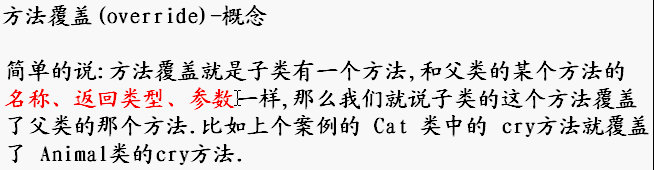 方法覆盖(override)-概念
简单的说:方法覆盖就是子类有一个方法,和父类的某个方法的
名称、返回类型、参数一样,那么我们就说子类的这个方法覆盖
了父类的那个方法.比如上个案例的 Cat 类中的 cry方法就覆盖
了 Animal类的cry方法.